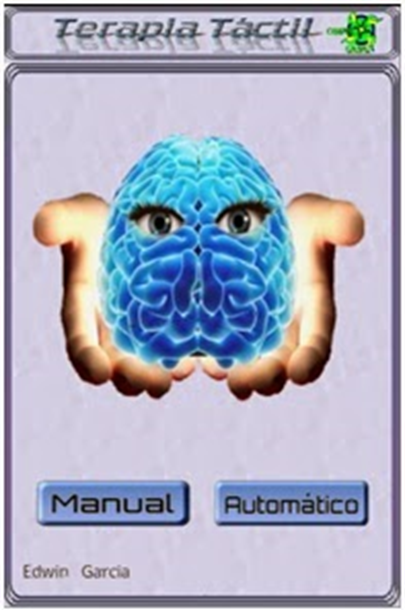 Terapia Táctil
Manual
Automático
Edwin Garcia